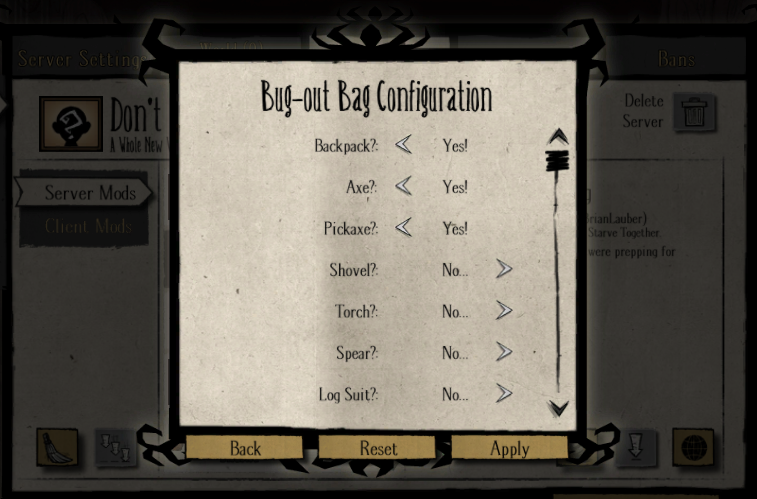 Server Settings
Bans
Don't
A Whole New
Delete
Server
Server Mods
Client Mods
rianLauber)
Starve Together.
were prepping for
Bug-out Bag Configuration
Backpack?: Yes!
Axe?: Yes!
Pickaxe?: Yes!
Shovel?: No...
Torch?: No...
Spear?: No...
Log Suit?: No...
Back
Reset
Apply